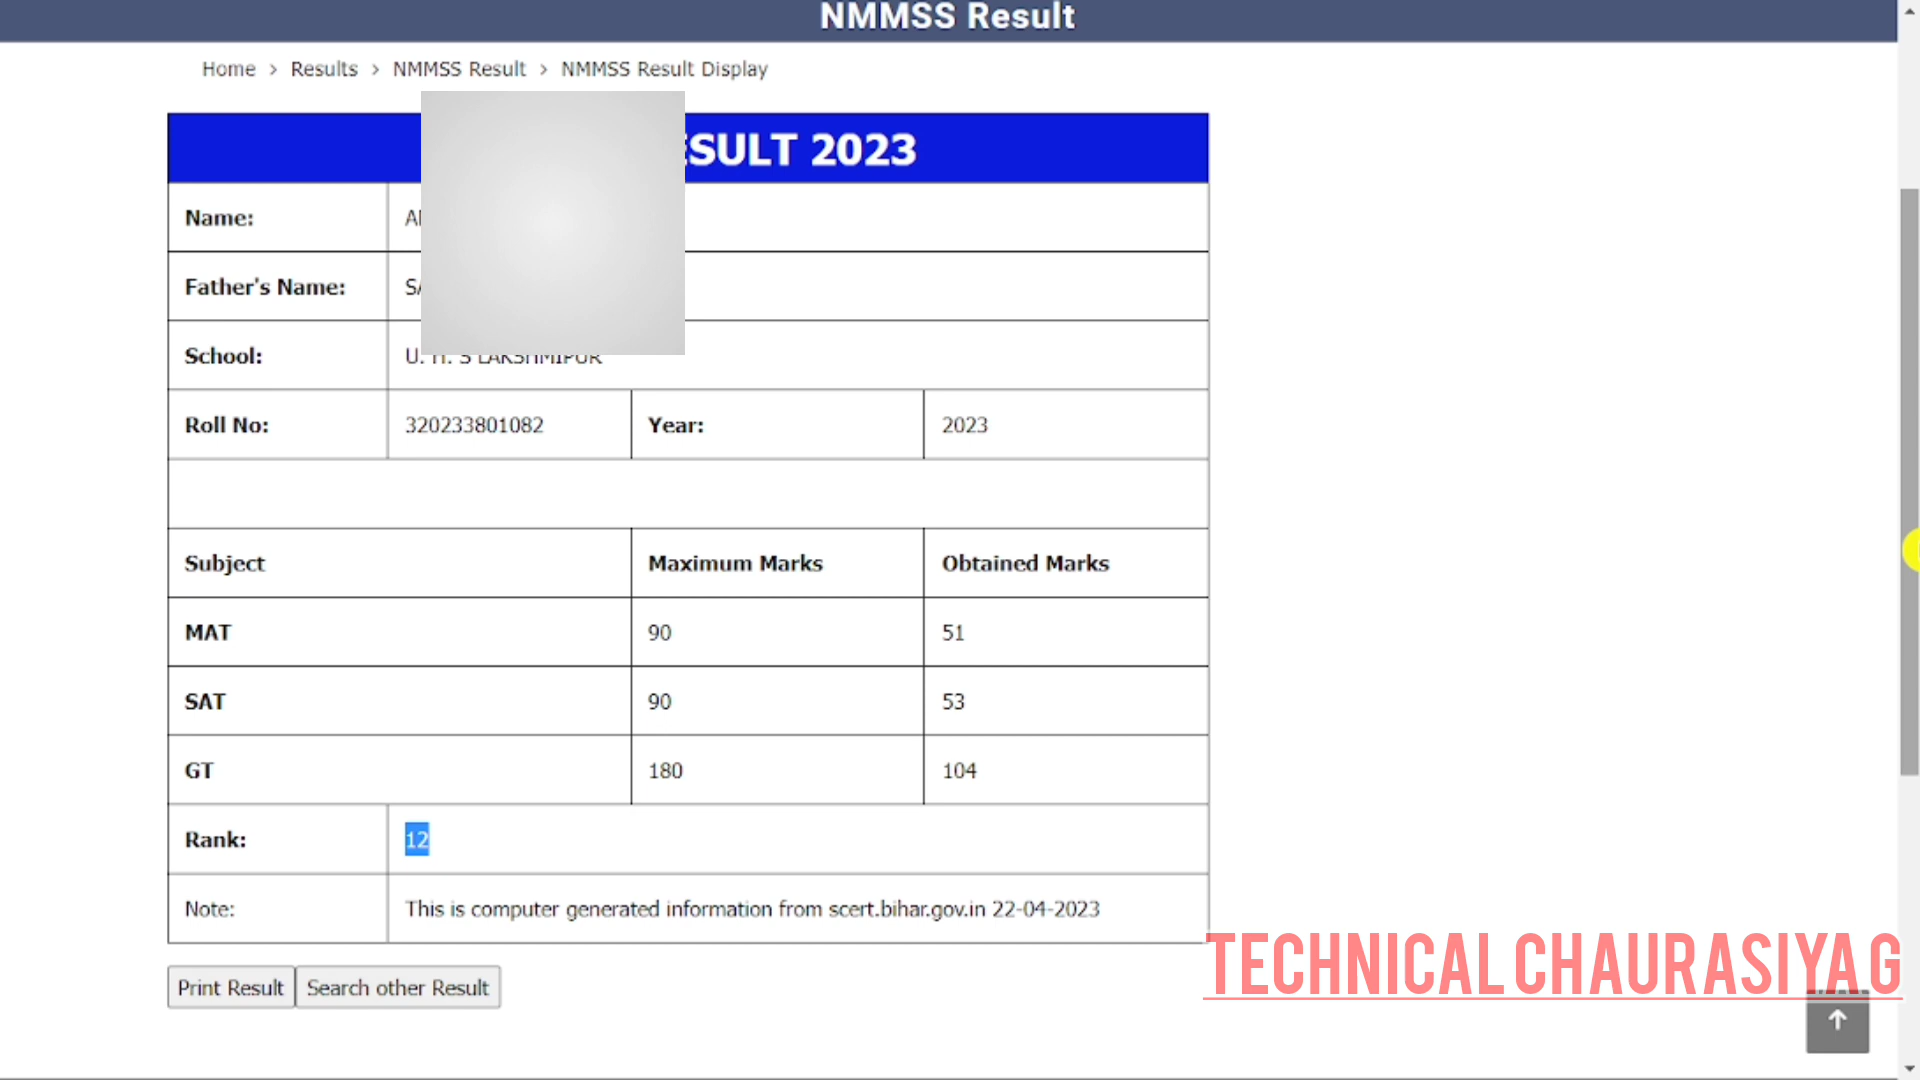 NMMSS Result
Home > Results > NMMSS Result > NMMSS Result Display
SULT 2023
Name:
Father's Name:
School: U. H. S LAKSHMIPUR
Roll No: 320233801082 Year: 2023
Subject Maximum Marks Obtained Marks
MAT 90 51
SAT 90 53
GT 180 104
Rank: 12
Note: This is computer generated information from scert.bihar.gov.in 22-04-2023
TECHNICAL CHAURASIYA G
Print Result Search other Result